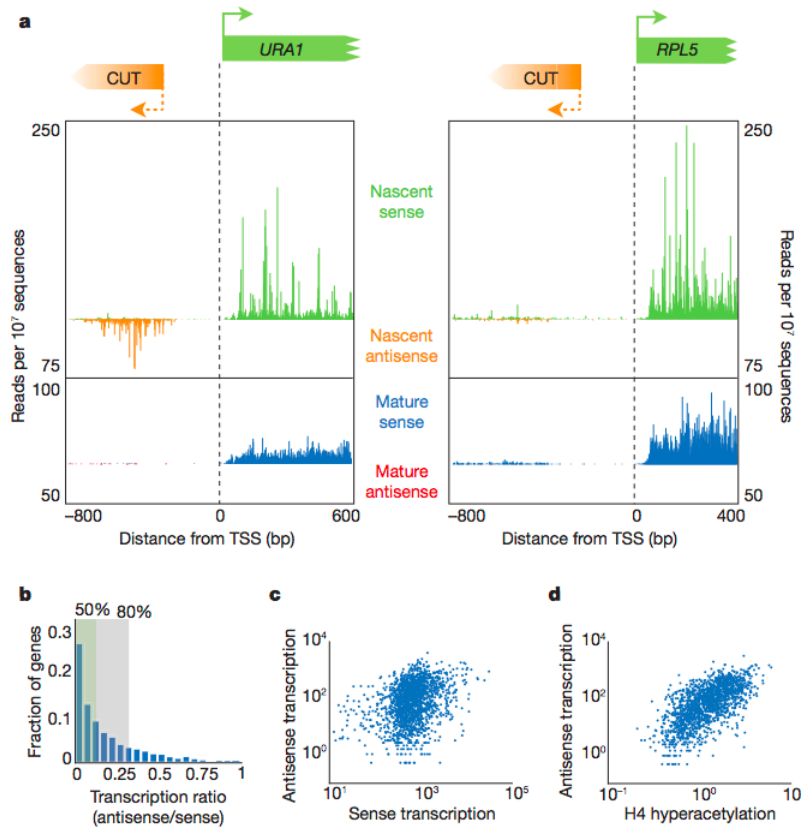 a
URA1
RPL5
CUT
CUT
250
75
100
50
Reads per 10⁷ sequences
−800
0
600
Distance from TSS (bp)
Nascent
sense
Nascent
antisense
Mature
sense
Mature
antisense
250
75
100
50
Reads per 10⁷ sequences
−800
0
400
Distance from TSS (bp)
b
50%
80%
0.3
0.2
0.1
0
Fraction of genes
0 0.25 0.5 0.75 1
Transcription ratio
(antisense/sense)
c
Antisense transcription
10⁴
10²
10⁰
10¹ 10³ 10⁵
Sense transcription
d
Antisense transcription
10⁴
10²
10⁰
10⁻¹ 10⁰ 10¹
H4 hyperacetylation